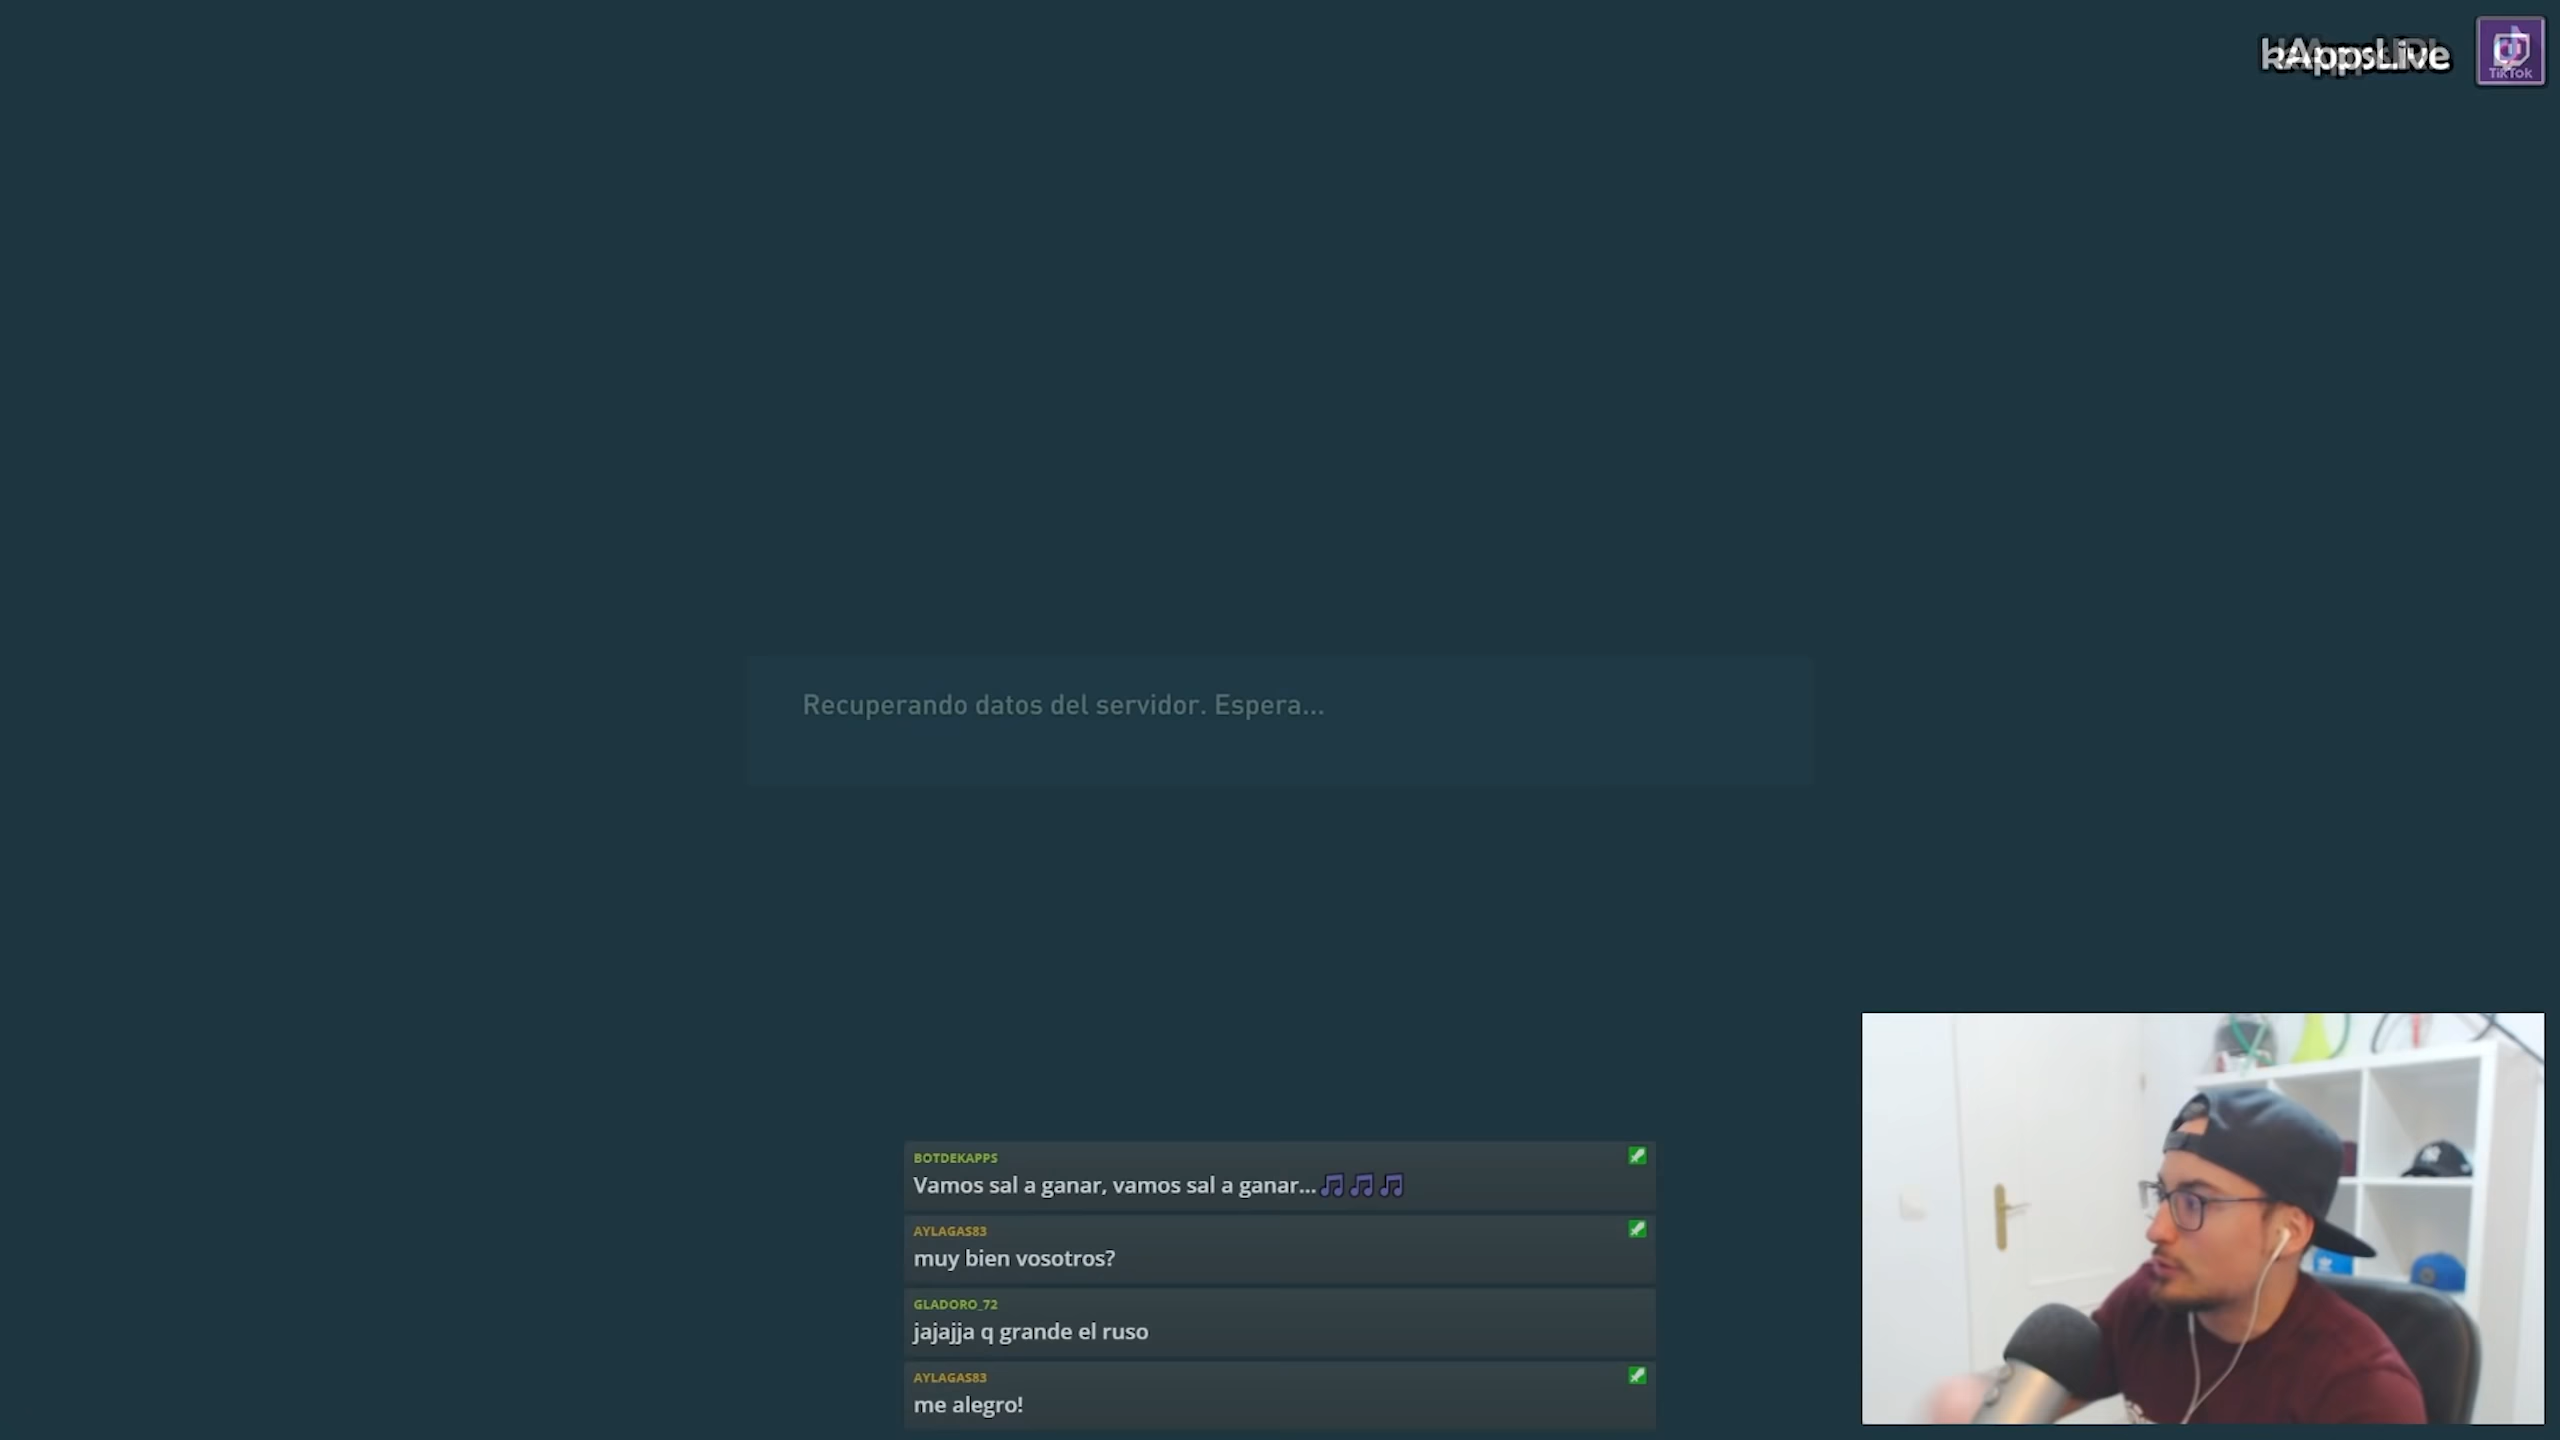 kAppsLive
TikTok
Recuperando datos del servidor. Espera...
BOTDEKAPPS
Vamos sal a ganar, vamos sal a ganar...🎵🎵🎵
AYLAGAS83
muy bien vosotros?
GLADORO_72
jajajja q grande el ruso
AYLAGAS83
me alegro!